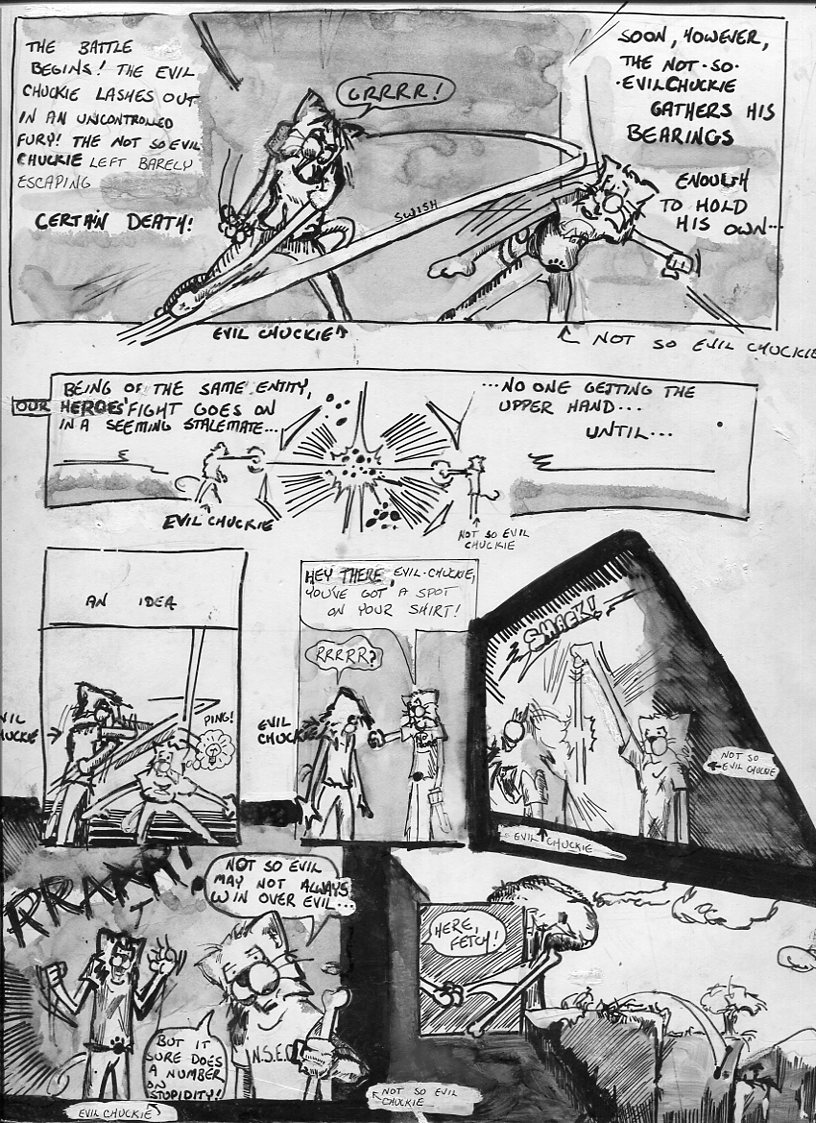 THE BATTLE
BEGINS! THE EVIL
CHUCKIE LASHES OUT
IN AN UNCONTROLLED
FURY! THE NOT SO EVIL
CHUCKIE LEFT BARELY
ESCAPING
CERTAIN DEATH!
GRRRR!
SWISH
SOON, HOWEVER,
THE NOT-SO-
-EVIL CHUCKIE
GATHERS HIS
BEARINGS
ENOUGH
TO HOLD
HIS OWN...
EVIL CHUCKIE
NOT SO EVIL CHUCKIE
BEING OF THE SAME ENTITY,
OUR HEROES' FIGHT GOES ON
IN A SEEMING STALEMATE...
...NO ONE GETTING THE
UPPER HAND...
UNTIL...
EVIL CHUCKIE
NOT SO EVIL
CHUCKIE
AN IDEA
PING!
EVIL
CHUCKIE
HEY THERE, EVIL-CHUCKIE,
YOU'VE GOT A SPOT
ON YOUR SHIRT!
RRRRR?
EVIL
CHUCKIE
SMACK!
NOT SO
EVIL CHUCKIE
EVIL CHUCKIE
NOT SO EVIL
MAY NOT ALWAYS
WIN OVER EVIL...
BUT IT
SURE DOES
A NUMBER
ON
STUPIDITY!
N.S.E.C
EVIL CHUCKIE
HERE,
FETCH!
NOT SO EVIL
CHUCKIE